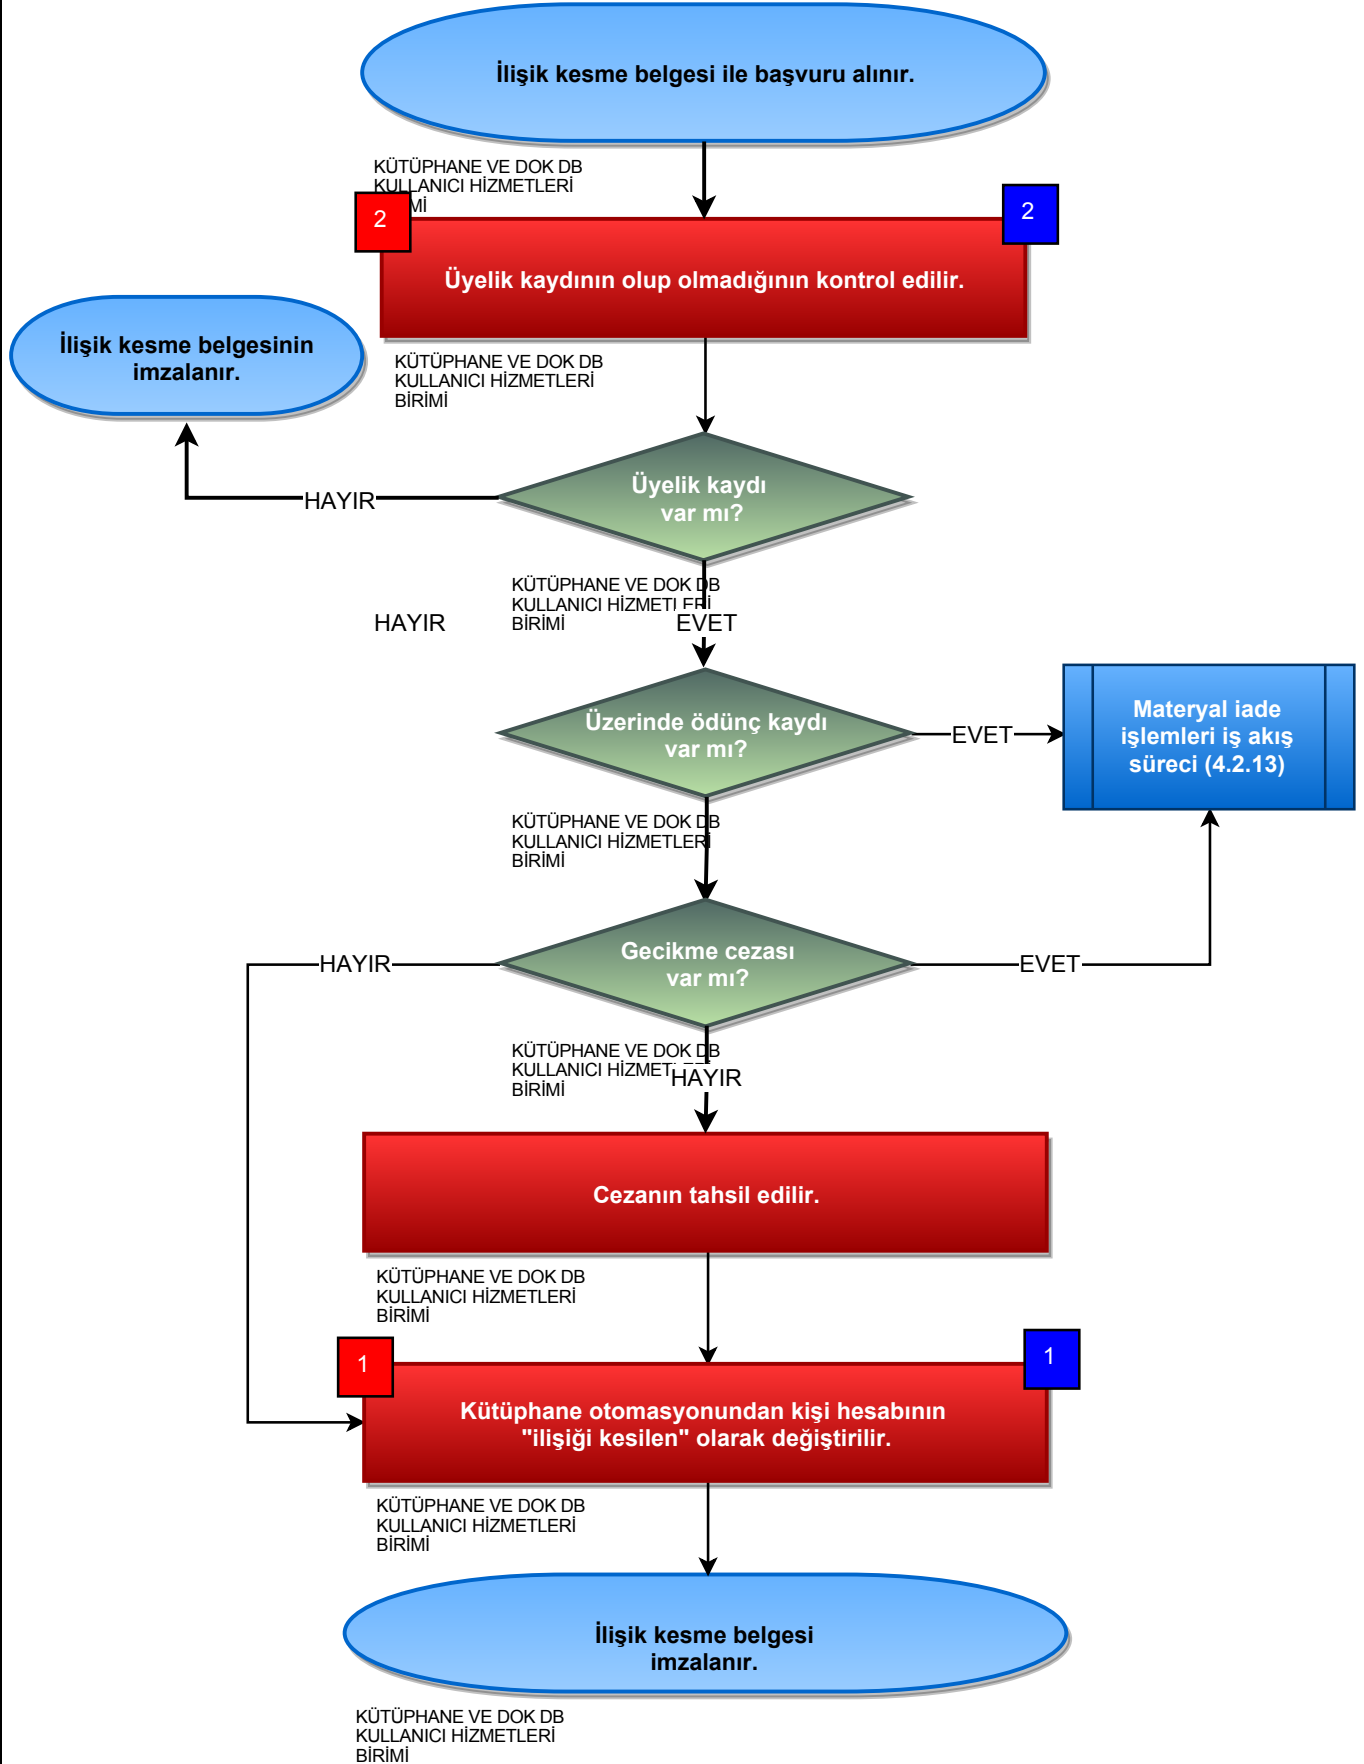 İlişik kesme belgesi ile başvuru alınır.
KÜTÜPHANE VE DOK DB
KULLANICI HİZMETLERİ
Mİ
2
2
Üyelik kaydının olup olmadığının kontrol edilir.
İlişik kesme belgesinin
imzalanır.
KÜTÜPHANE VE DOK DB
KULLANICI HİZMETLERİ
BİRİMİ
Üyelik kaydı
var mı?
HAYIR
KÜTÜPHANE VE DOK DB
KULLANICI HİZMETLERİ
BİRİMİ
HAYIR
EVET
Üzerinde ödünç kaydı
var mı?
EVET
Materyal iade
işlemleri iş akış
süreci (4.2.13)
KÜTÜPHANE VE DOK DB
KULLANICI HİZMETLERİ
BİRİMİ
Gecikme cezası
var mı?
HAYIR
EVET
KÜTÜPHANE VE DOK DB
KULLANICI HİZMETLERİ
BİRİMİ
HAYIR
Cezanın tahsil edilir.
KÜTÜPHANE VE DOK DB
KULLANICI HİZMETLERİ
BİRİMİ
1
1
Kütüphane otomasyonundan kişi hesabının
"ilişiği kesilen" olarak değiştirilir.
KÜTÜPHANE VE DOK DB
KULLANICI HİZMETLERİ
BİRİMİ
İlişik kesme belgesi
imzalanır.
KÜTÜPHANE VE DOK DB
KULLANICI HİZMETLERİ
BİRİMİ